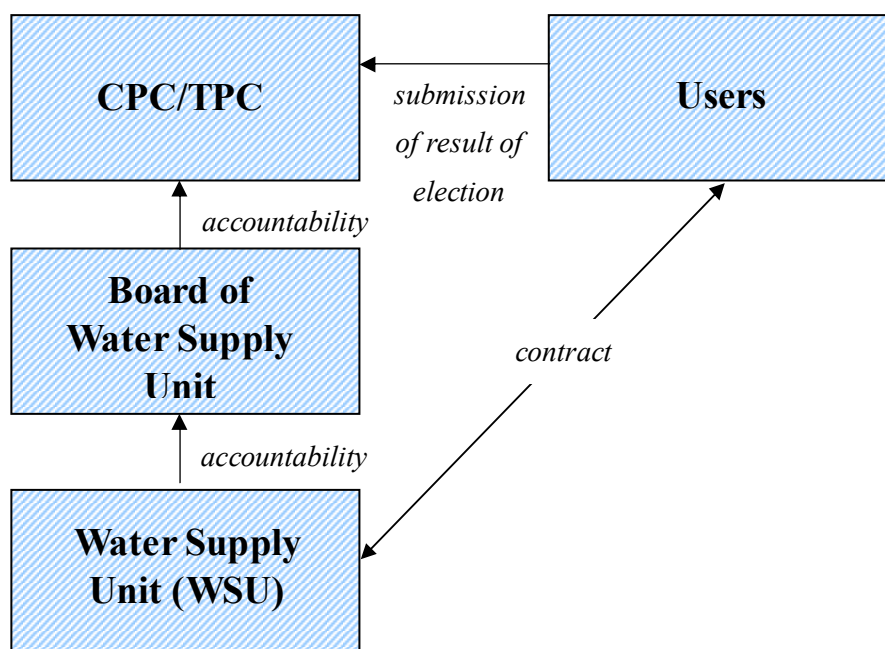 CPC/TPC
Users
submission
of result of
election
accountability
Board of
Water Supply
Unit
contract
accountability
Water Supply
Unit (WSU)